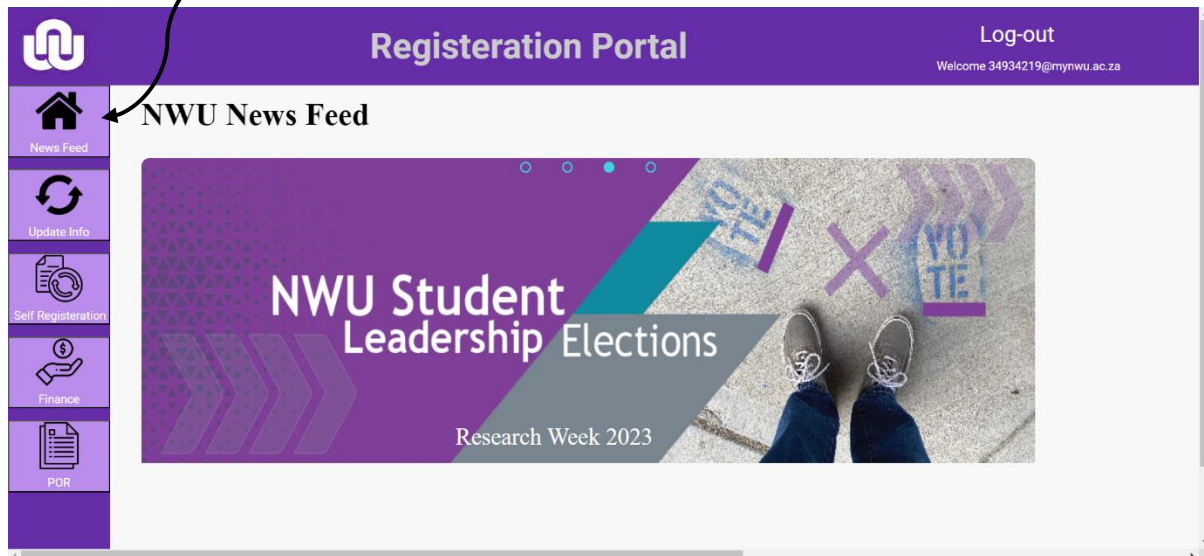 Registeration Portal
Log-out
Welcome 34934219@mynwu.ac.za
News Feed
Update Info
Self Registeration
Finance
POR
NWU News Feed
VOTE
VOTE
NWU Student
Leadership Elections
Research Week 2023